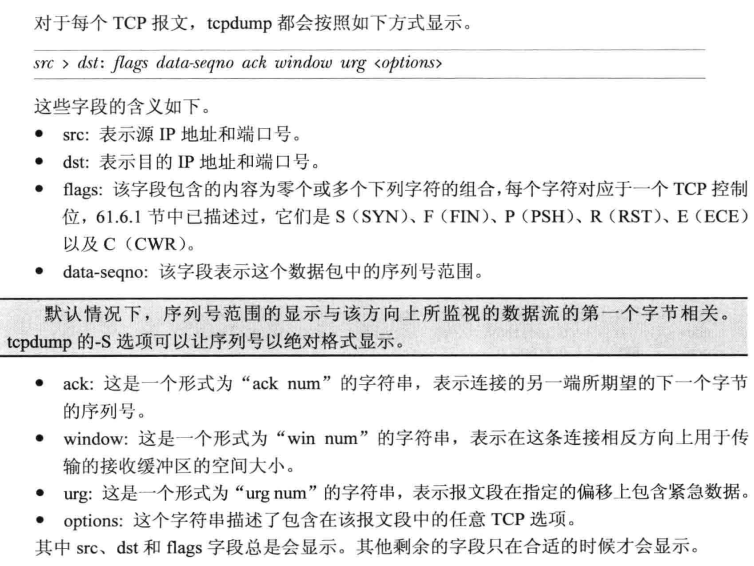 对于每个 TCP 报文，tcpdump 都会按照如下方式显示。
src > dst: flags data-seqno ack window urg <options>
这些字段的含义如下。
● src: 表示源 IP 地址和端口号。
● dst: 表示目的 IP 地址和端口号。
● flags: 该字段包含的内容为零个或多个下列字符的组合，每个字符对应于一个 TCP 控制
位，61.6.1 节中已描述过，它们是 S（SYN）、F（FIN）、P（PSH）、R（RST）、E（ECE）
以及 C（CWR）。
● data-seqno: 该字段表示这个数据包中的序列号范围。
默认情况下，序列号范围的显示与该方向上所监视的数据流的第一个字节相关。
tcpdump 的-S 选项可以让序列号以绝对格式显示。
● ack: 这是一个形式为“ack num”的字符串，表示连接的另一端所期望的下一个字节
的序列号。
● window: 这是一个形式为“win num”的字符串，表示在这条连接相反方向上用于传
输的接收缓冲区的空间大小。
● urg: 这是一个形式为“urg num”的字符串，表示报文段在指定的偏移上包含紧急数据。
● options: 这个字符串描述了包含在该报文段中的任意 TCP 选项。
其中 src、dst 和 flags 字段总是会显示。其他剩余的字段只在合适的时候才会显示。